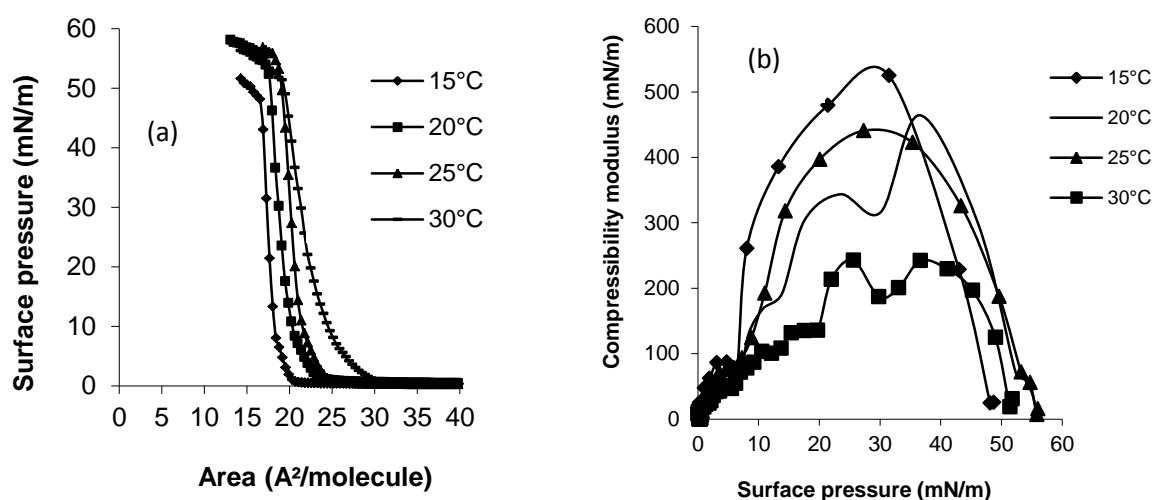 60
50
40
30
20
10
0
0 5 10 15 20 25 30 35 40
Surface pressure (mN/m)
Area (A²/molecule)
(a)
15°C
20°C
25°C
30°C
600
500
400
300
200
100
0
0 10 20 30 40 50 60
Compressibility modulus (mN/m)
Surface pressure (mN/m)
(b)
15°C
20°C
25°C
30°C